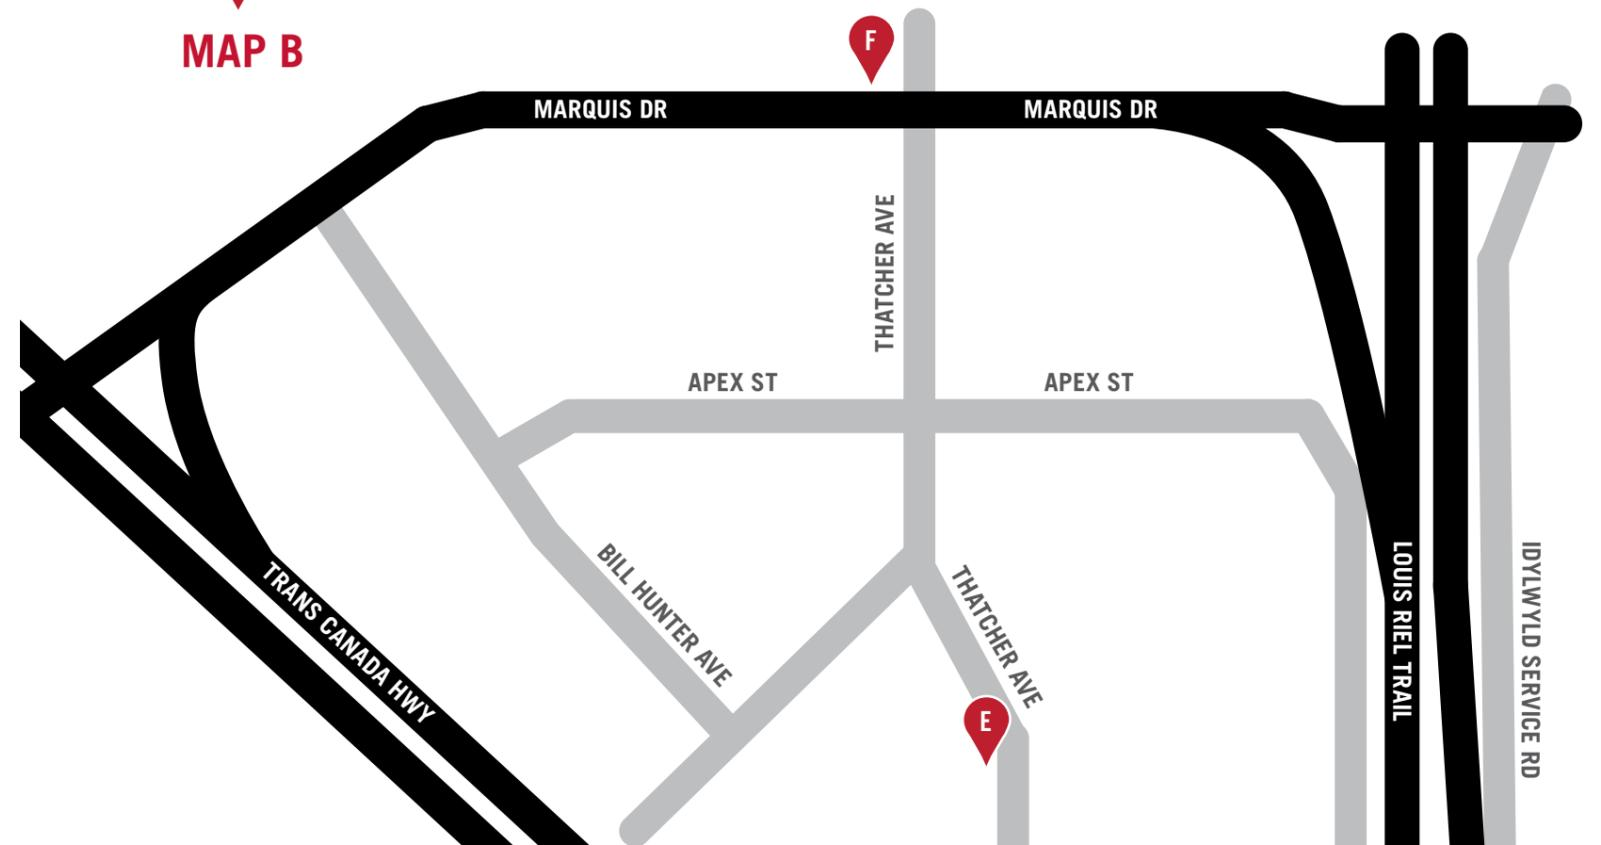 MAP B
F
MARQUIS DR
MARQUIS DR
THATCHER AVE
APEX ST
APEX ST
BILL HUNTER AVE
THATCHER AVE
TRANS CANADA HWY
LOUIS RIEL TRAIL
IDYLWYLD SERVICE RD
E